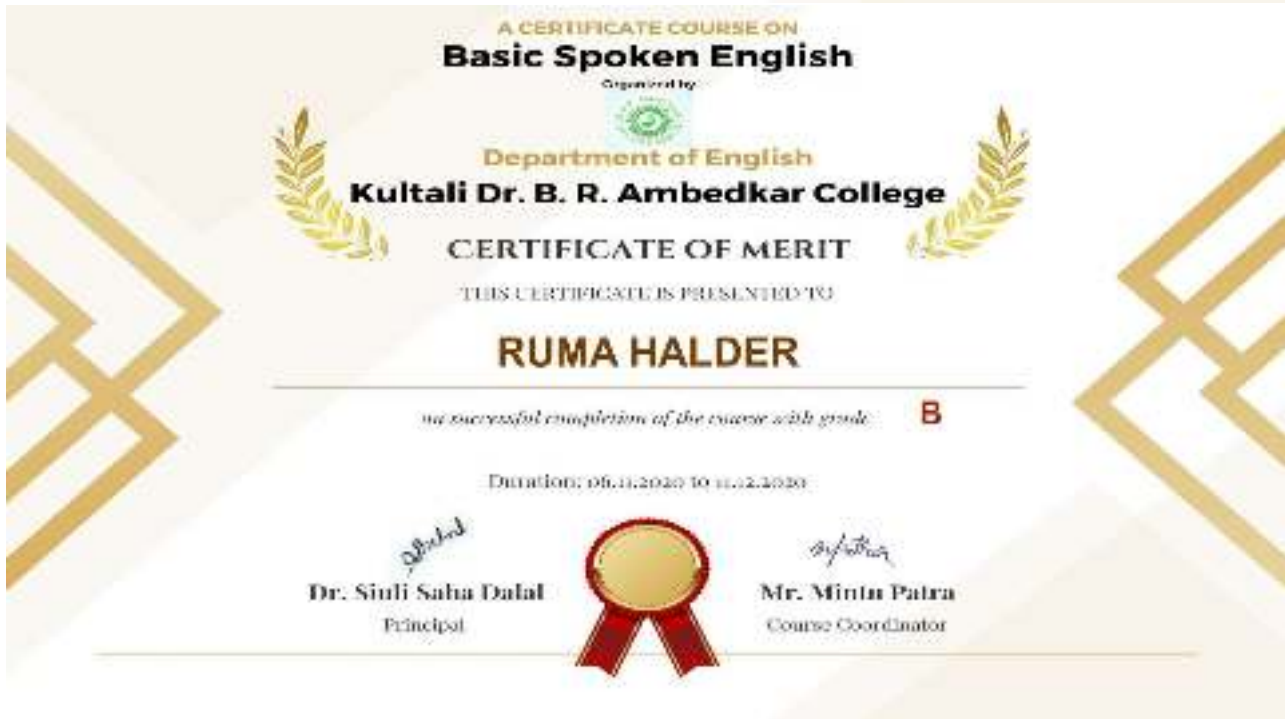 A CERTIFICATE COURSE ON
Basic Spoken English
Organized by
Department of English
Kultali Dr. B. R. Ambedkar College
CERTIFICATE OF MERIT
THIS CERTIFICATE IS PRESENTED TO
RUMA HALDER
on successful completion of the course with grade B
Duration: 06.11.2020 to 11.12.2020
Dr. Siuli Saha Dalal Mr. Mintu Patra
Principal Course Coordinator